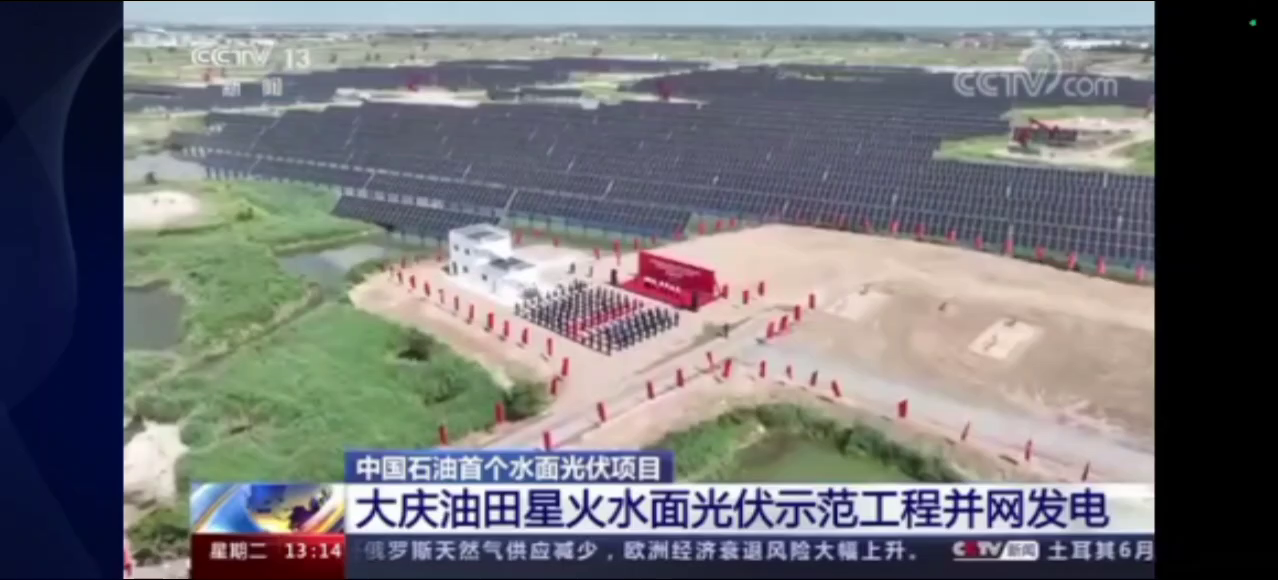 CCTV 13
新闻
CCTV.com
中国石油首个水面光伏项目
大庆油田星火水面光伏示范工程并网发电
星期二 13:14 俄罗斯天然气供应减少，欧洲经济衰退风险大幅上升。 CCTV新闻 土耳其6月